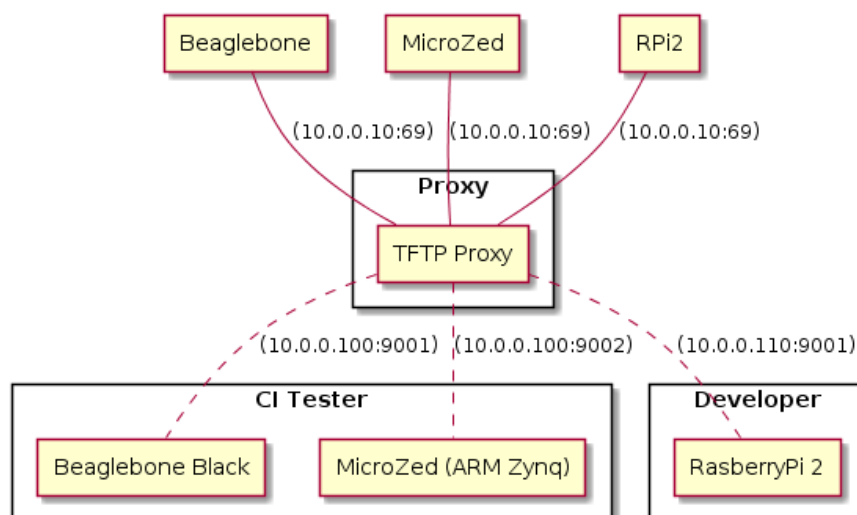 Beaglebone
MicroZed
RPi2
(10.0.0.10:69)
(10.0.0.10:69)
(10.0.0.10:69)
Proxy
TFTP Proxy
(10.0.0.100:9001)
(10.0.0.100:9002)
(10.0.0.110:9001)
CI Tester
Developer
Beaglebone Black
MicroZed (ARM Zynq)
RasberryPi 2